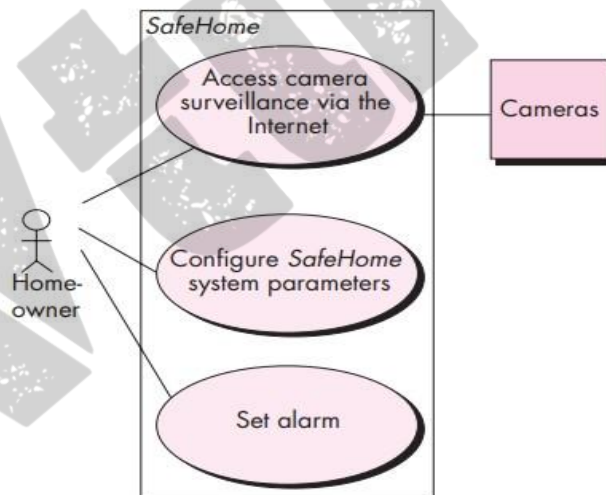 SafeHome
Access camera
surveillance via the
Internet
Cameras
Configure SafeHome
system parameters
Home-
owner
Set alarm